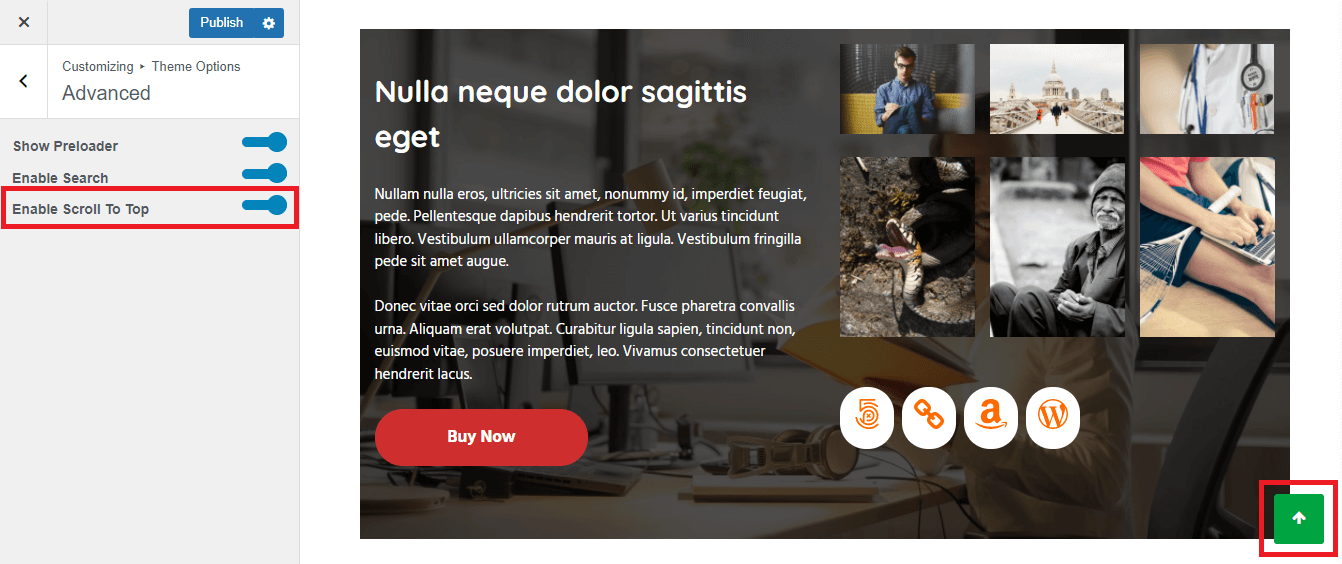 Publish
Customizing ▸ Theme Options
Advanced
Show Preloader
Enable Search
Enable Scroll To Top
Nulla neque dolor sagittis
eget
Nullam nulla eros, ultricies sit amet, nonummy id, imperdiet feugiat,
pede. Pellentesque dapibus hendrerit tortor. Ut varius tincidunt
libero. Vestibulum ullamcorper mauris at ligula. Vestibulum fringilla
pede sit amet augue.
Donec vitae orci sed dolor rutrum auctor. Fusce pharetra convallis
urna. Aliquam erat volutpat. Curabitur ligula sapien, tincidunt non,
euismod vitae, posuere imperdiet, leo. Vivamus consectetuer
hendrerit lacus.
Buy Now